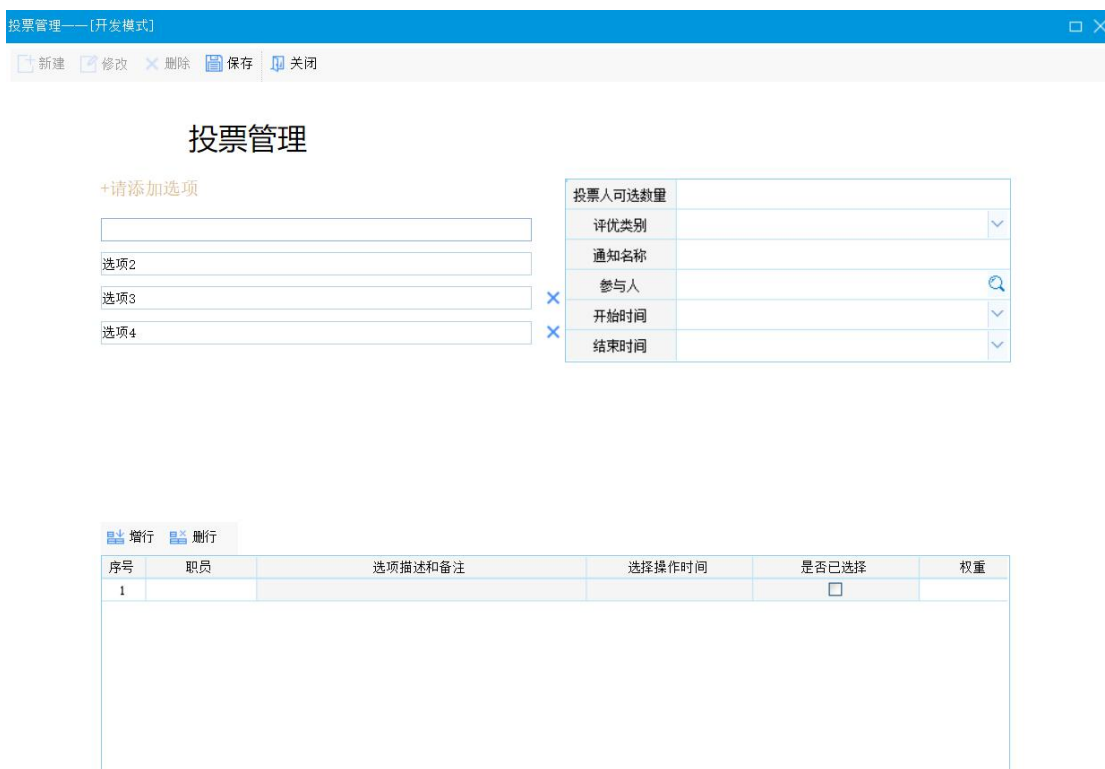 投票管理——[开发模式]
新建 修改 删除 保存 关闭
投票管理
+请添加选项
选项2
选项3
选项4
投票人可选数量
评优类别
通知名称
参与人
开始时间
结束时间
增行 删行
序号 职员 选项描述和备注 选择操作时间 是否已选择 权重
1